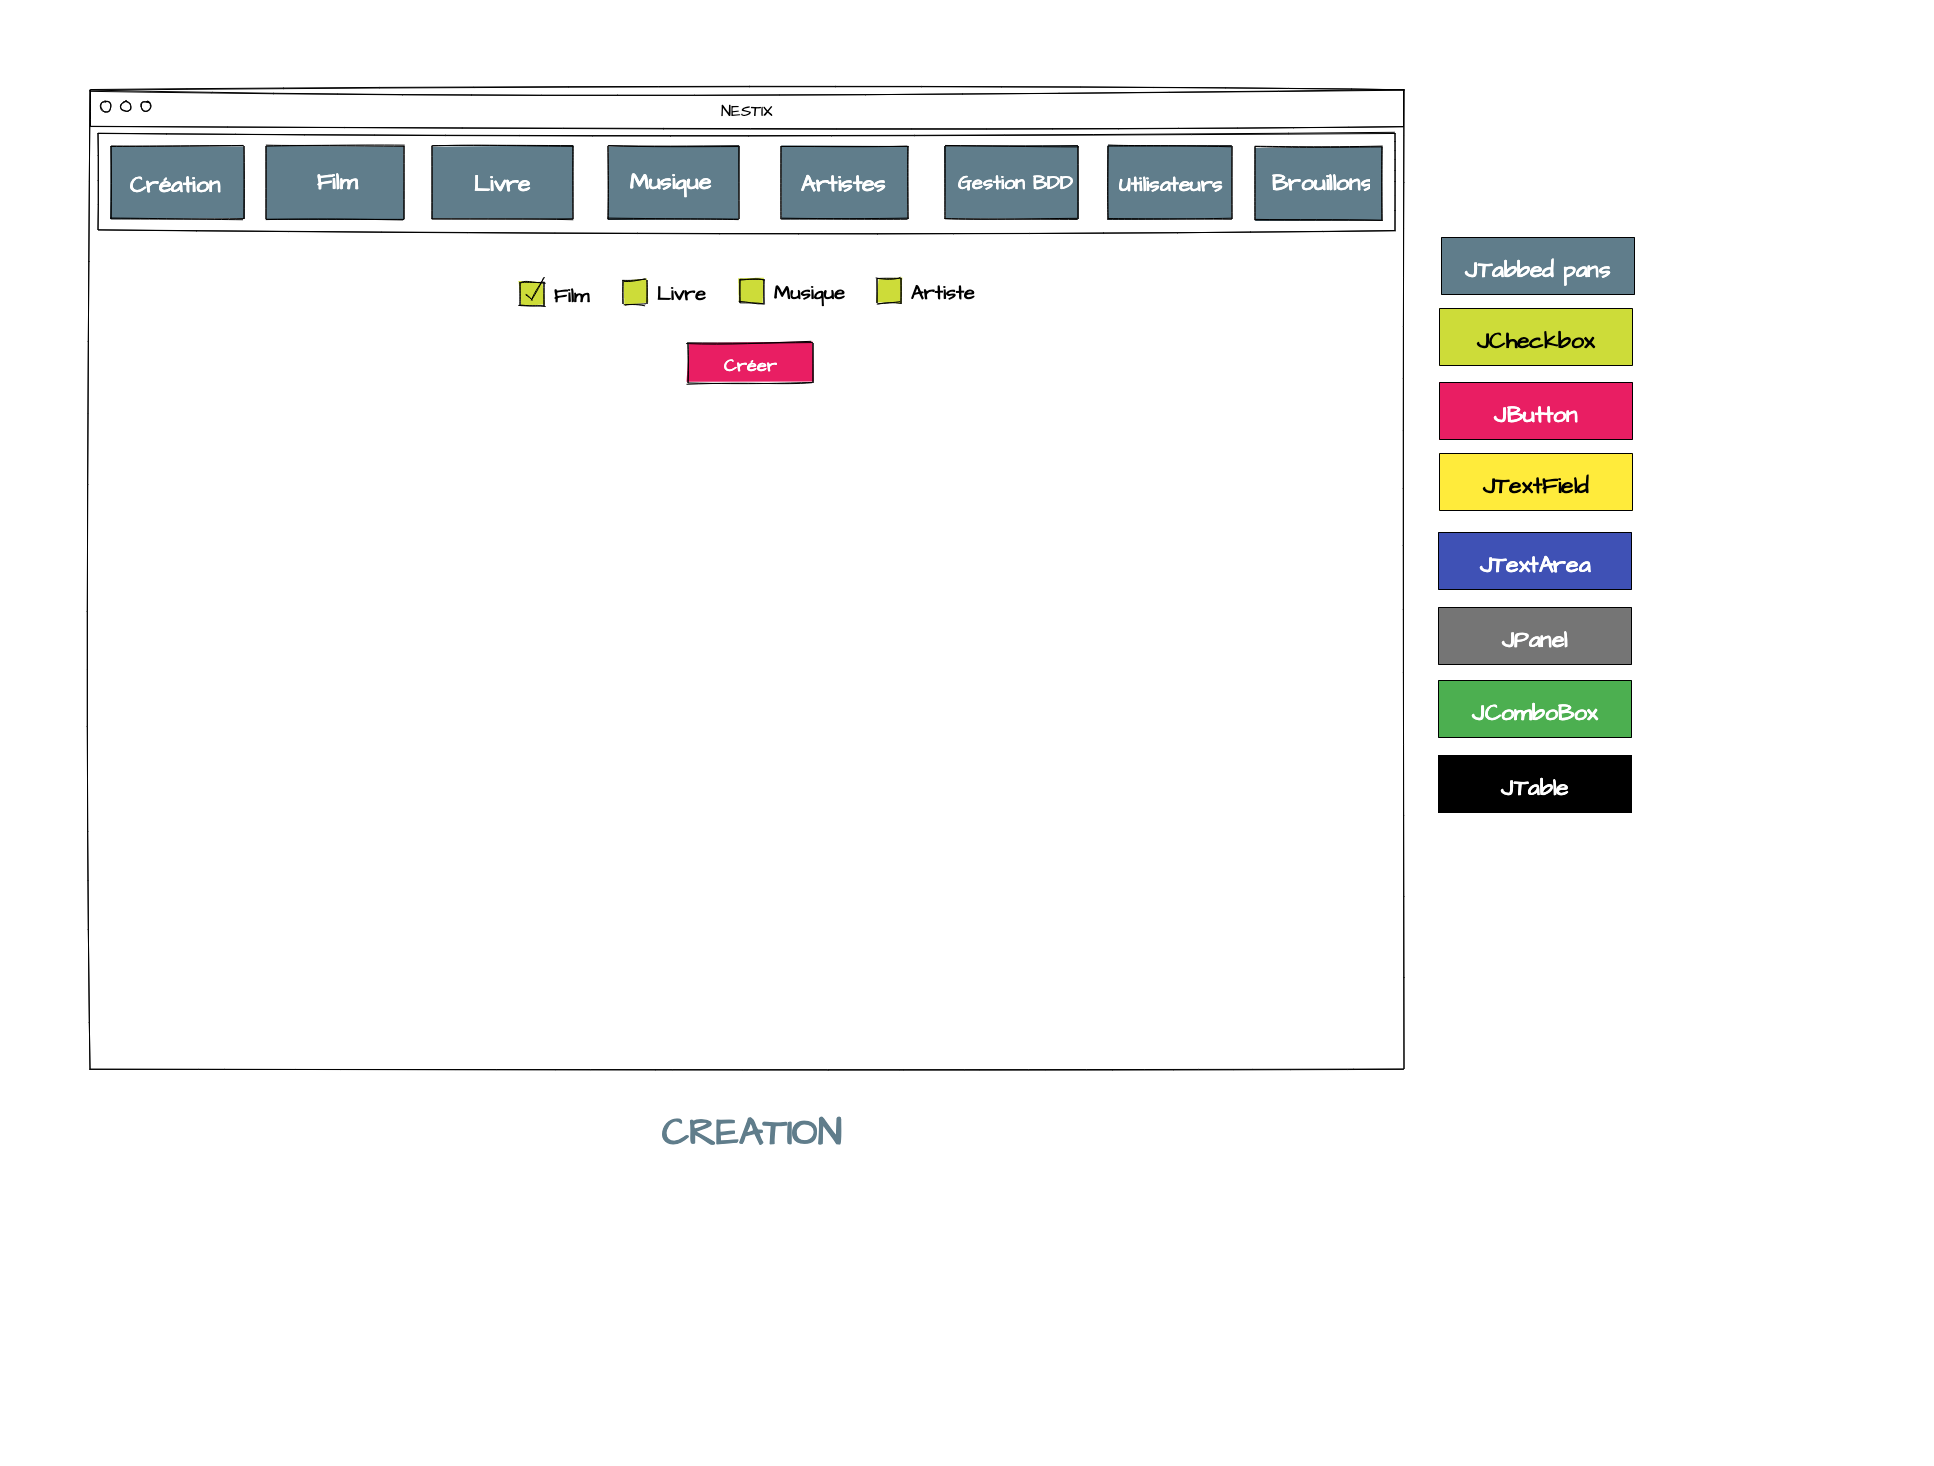 NESTIX
Création Film Livre Musique Artistes Gestion BDD Utilisateurs Brouillons
Film Livre Musique Artiste
Créer
JTabbed pans
JCheckbox
JButton
JTextField
JTextArea
JPanel
JComboBox
JTable
CREATION